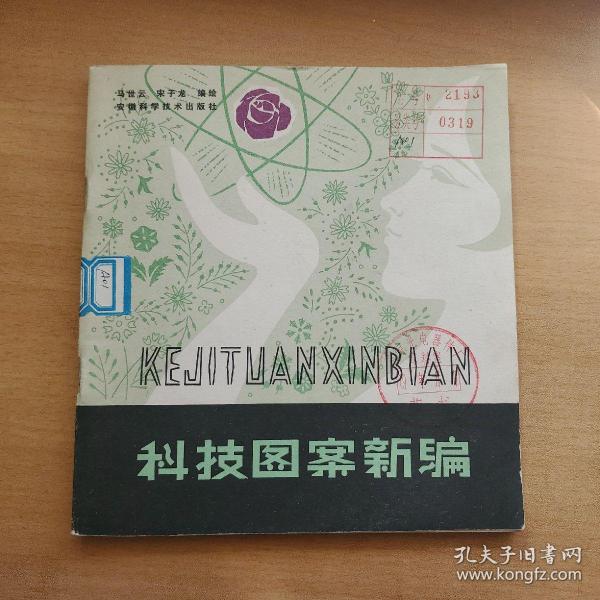 马世云 宋子龙 编绘
安徽科学技术出版社
2193
0319
A01
KEJITUANXINBIAN
科技图案新编
孔夫子旧书网
www.kongfz.com